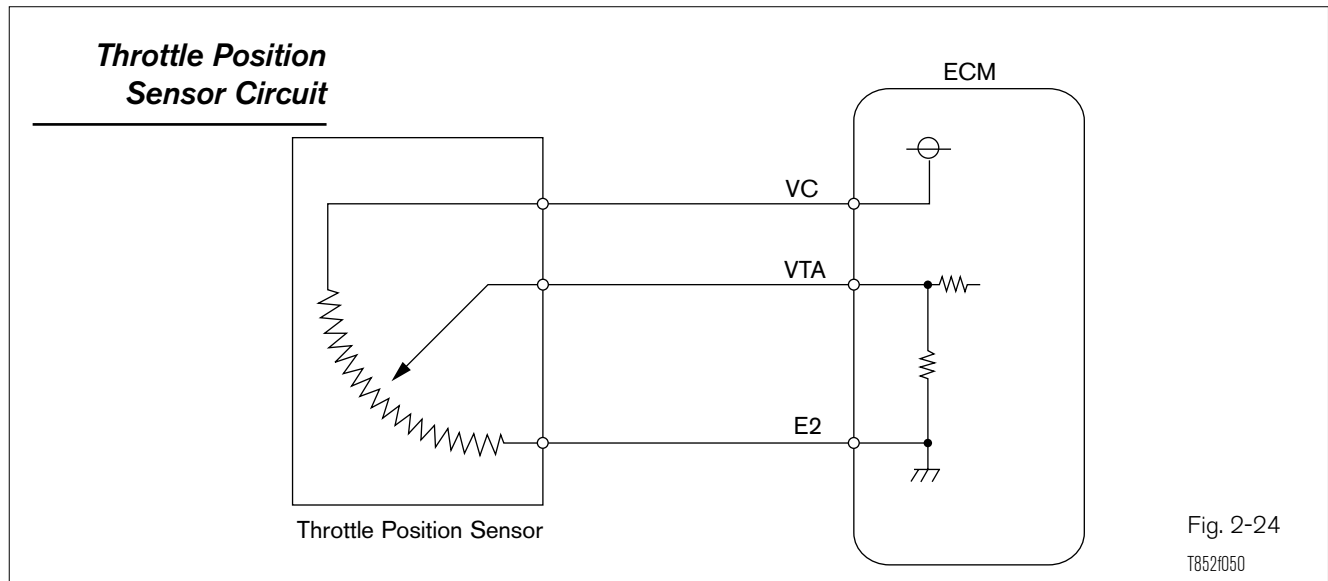 Throttle Position
Sensor Circuit
ECM
VC
VTA
E2
Throttle Position Sensor
Fig. 2-24
T852f050